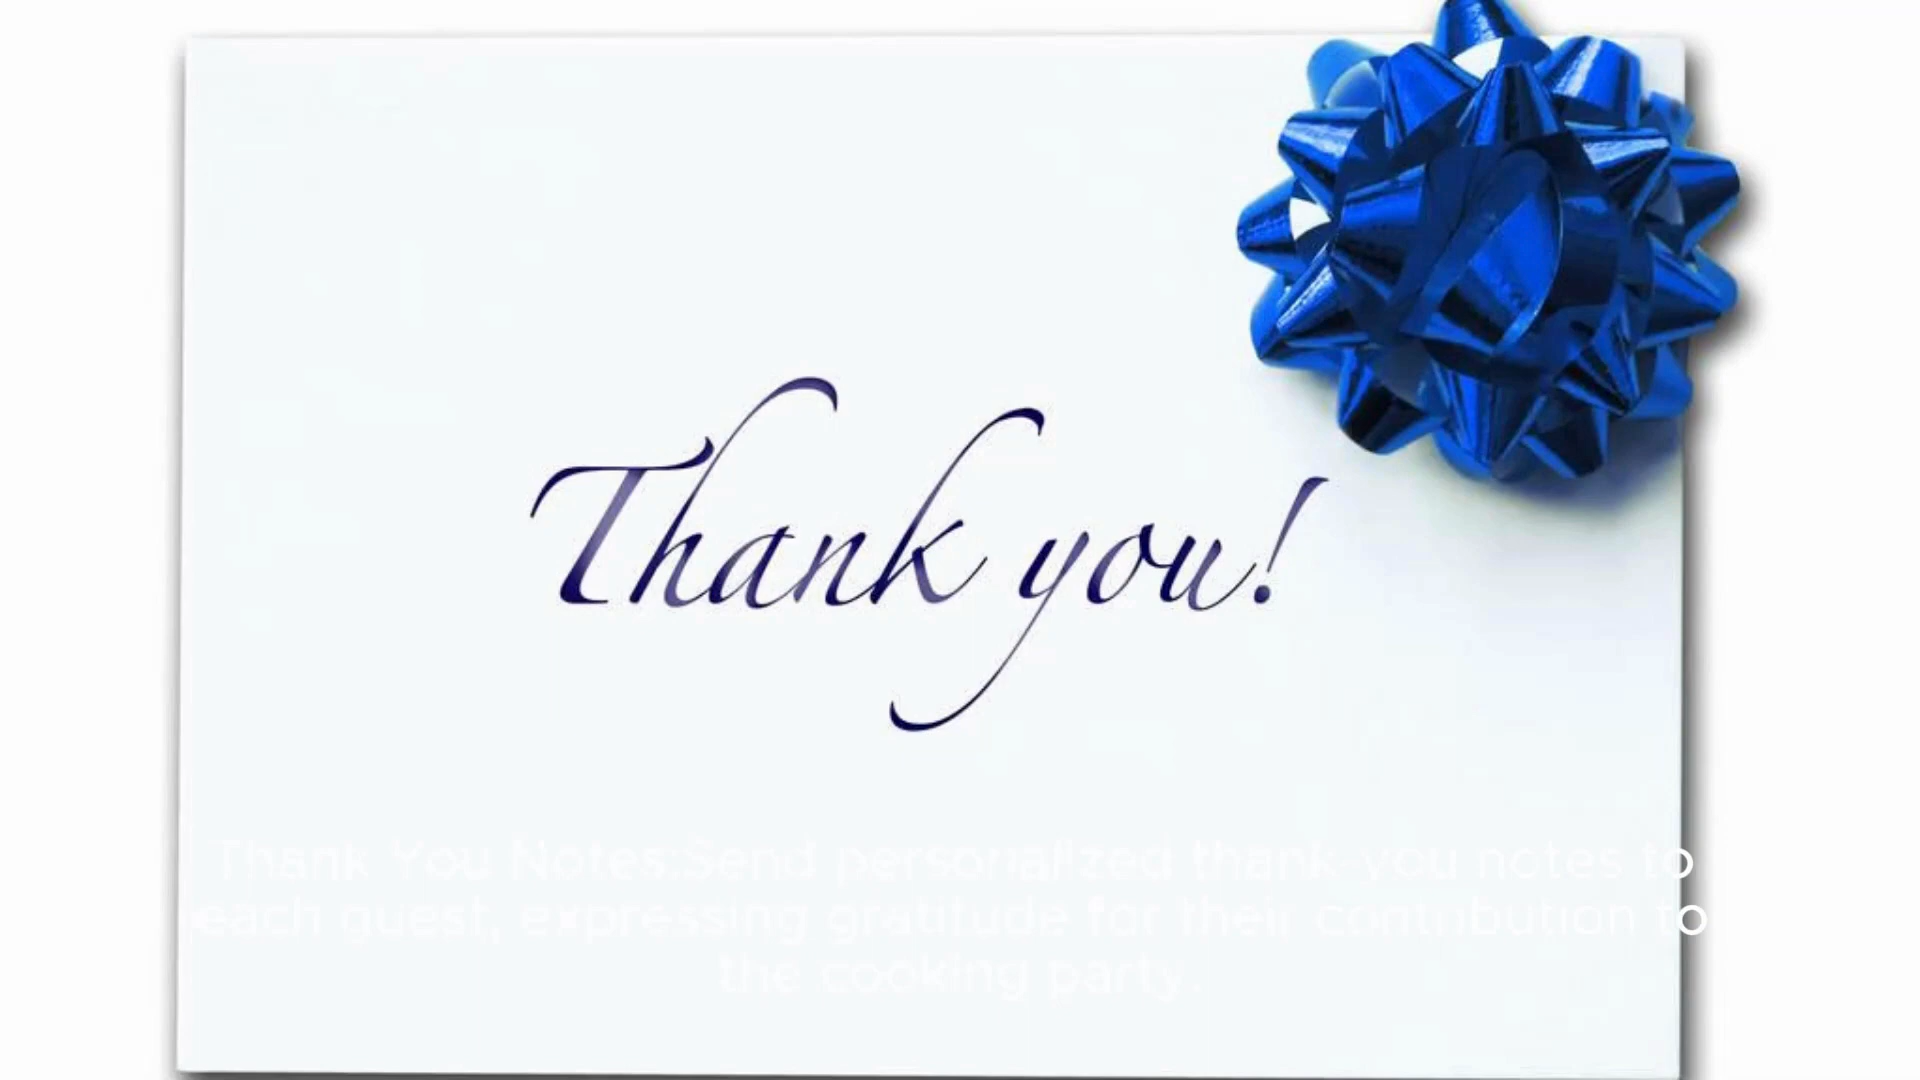 Thank you!
Thank You Notes:Send personalized thank-you notes to
each guest, expressing gratitude for their contribution to
the cooking party.